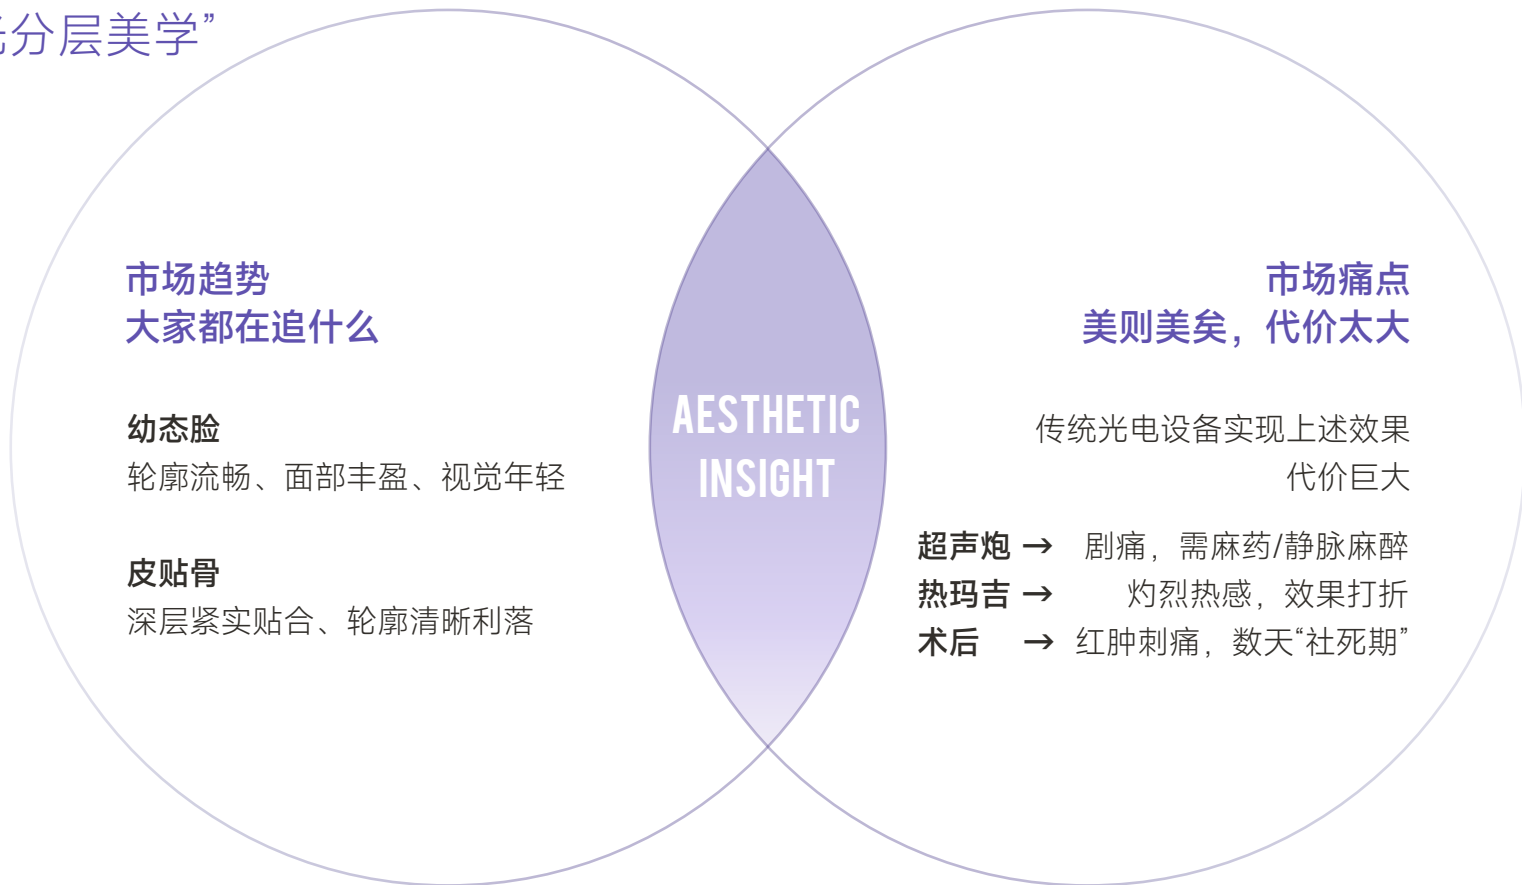 分层美学”
市场趋势
大家都在追什么
幼态脸
轮廓流畅、面部丰盈、视觉年轻
皮贴骨
深层紧实贴合、轮廓清晰利落
AESTHETIC
INSIGHT
市场痛点
美则美矣，代价太大
传统光电设备实现上述效果
代价巨大
超声炮 → 剧痛，需麻药/静脉麻醉
热玛吉 → 灼烈热感，效果打折
术后 → 红肿刺痛，数天“社死期”